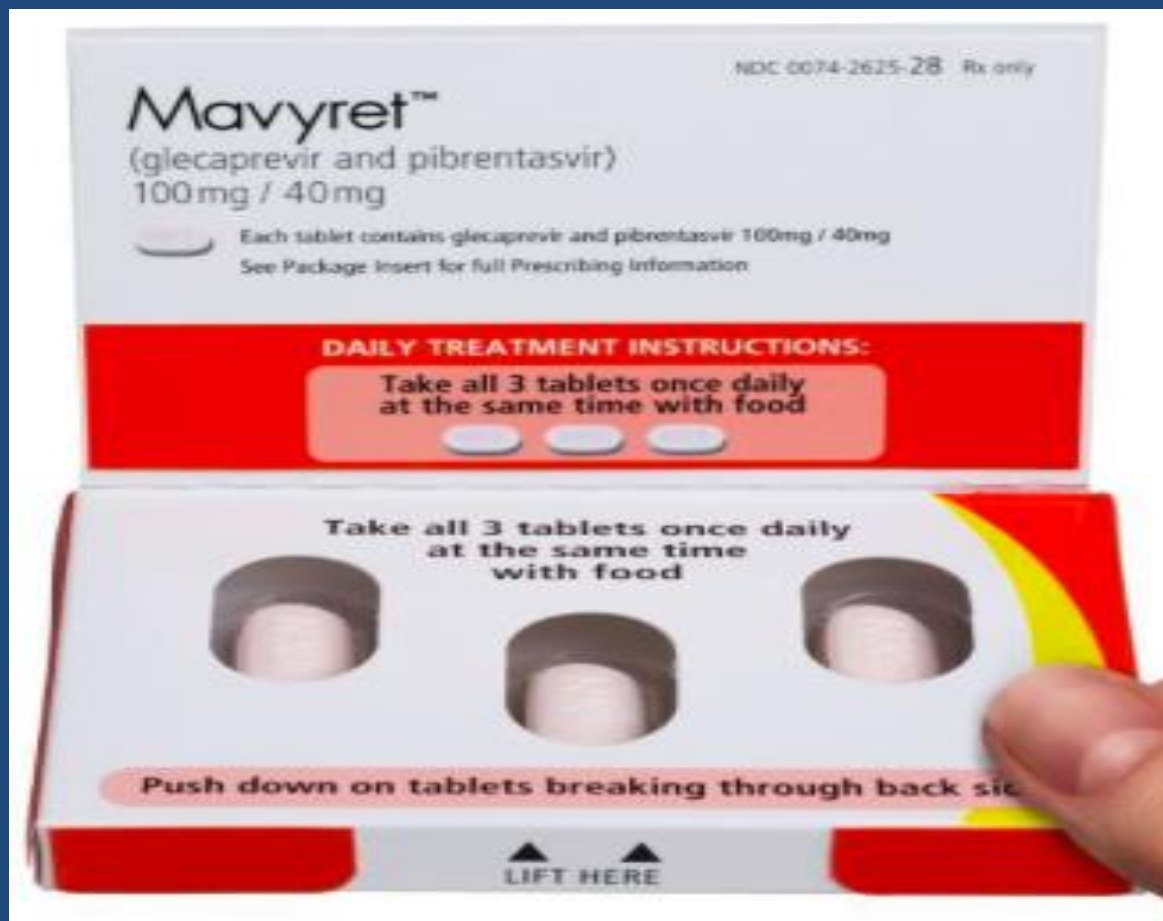 NDC 0074-2625-28 Rx only
Mavyret™
(glecaprevir and pibrentasvir)
100mg / 40mg
Each tablet contains glecaprevir and pibrentasvir 100mg / 40mg
See Package Insert for full Prescribing Information
DAILY TREATMENT INSTRUCTIONS:
Take all 3 tablets once daily
at the same time with food
Take all 3 tablets once daily
at the same time
with food
Push down on tablets breaking through back
LIFT HERE